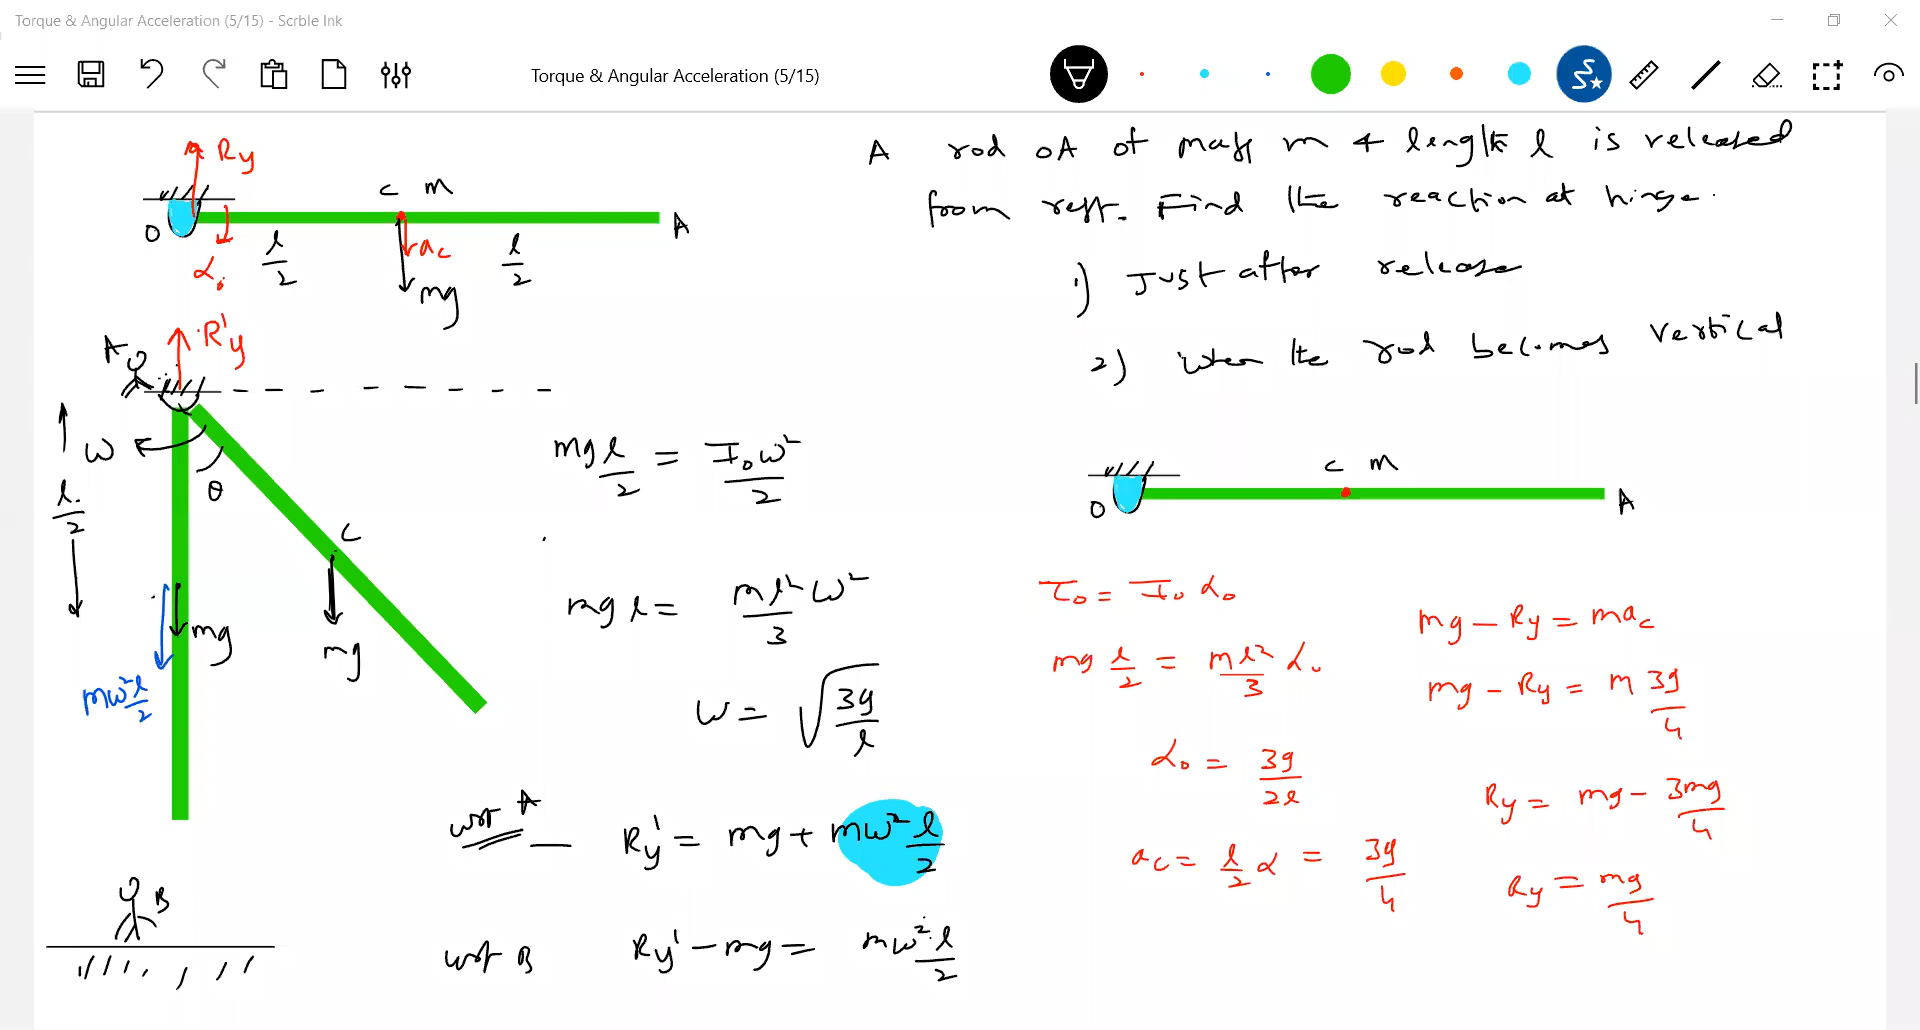 Torque & Angular Acceleration (5/15) - Scrble Ink
Torque & Angular Acceleration (5/15)
A rod OA of mass m & length l is released
from rest. Find the reaction at hinge.
1) Just after release
2) When the rod becomes vertical
Ry
C m
O
A
α₀
l/2
ac
l/2
mg
R'y
A
ω
θ
l/2
C
mg
mg
mω²l/2
B
mg l/2 = I₀ω²/2
mg l = ml²ω²/3
ω = √(3g/l)
wrt A
Ry' = mg + mω² l/2
wrt B
Ry' - mg = mω² l/2
C m
O
A
τ₀ = I₀ α₀
mg l/2 = ml²/3 α₀
α₀ = 3g/2l
ac = l/2 α = 3g/4
mg - Ry = mac
mg - Ry = m 3g/4
Ry = mg - 3mg/4
Ry = mg/4